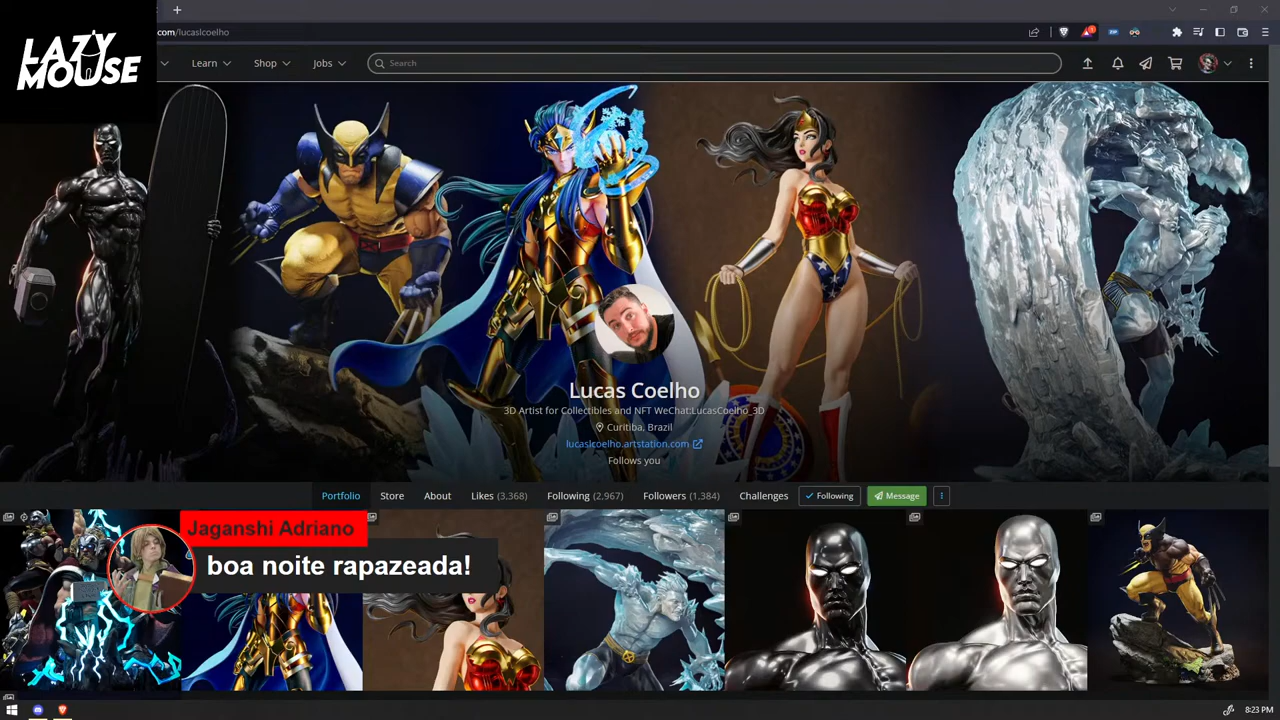 LAZY
MOUSE
com/lucaslcoelho
Learn
Shop
Jobs
Search
Lucas Coelho
3D Artist for Collectibles and NFT WeChat:LucasCoelho_3D
Curitiba, Brazil
lucaslcoelho.artstation.com
Follows you
Portfolio
Store
About
Likes (3,368)
Following (2,967)
Followers (1,384)
Challenges
Following
Message
Jaganshi Adriano
boa noite rapazeada!
8:23 PM